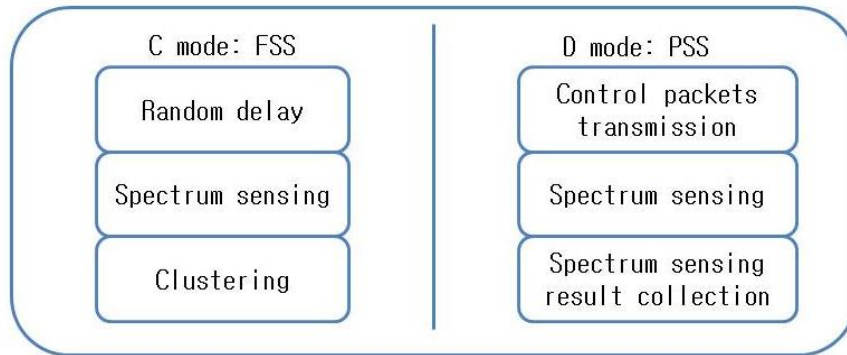 C mode: FSS
Random delay
Spectrum sensing
Clustering
D mode: PSS
Control packets
transmission
Spectrum sensing
Spectrum sensing
result collection